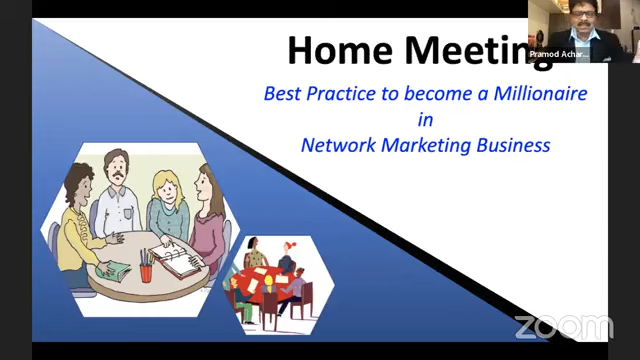 Home Meeting
Pramod Achar...
Best Practice to become a Millionaire
in
Network Marketing Business
zoom